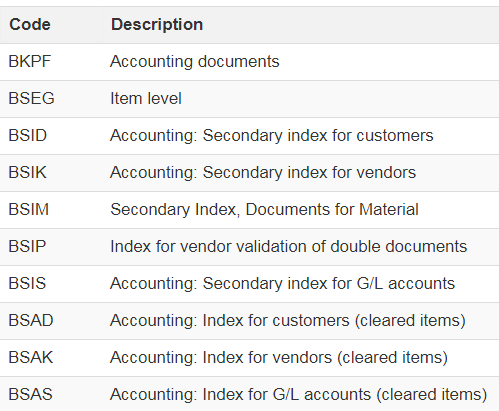 Code Description
BKPF Accounting documents
BSEG Item level
BSID Accounting: Secondary index for customers
BSIK Accounting: Secondary index for vendors
BSIM Secondary Index, Documents for Material
BSIP Index for vendor validation of double documents
BSIS Accounting: Secondary index for G/L accounts
BSAD Accounting: Index for customers (cleared items)
BSAK Accounting: Index for vendors (cleared items)
BSAS Accounting: Index for G/L accounts (cleared items)